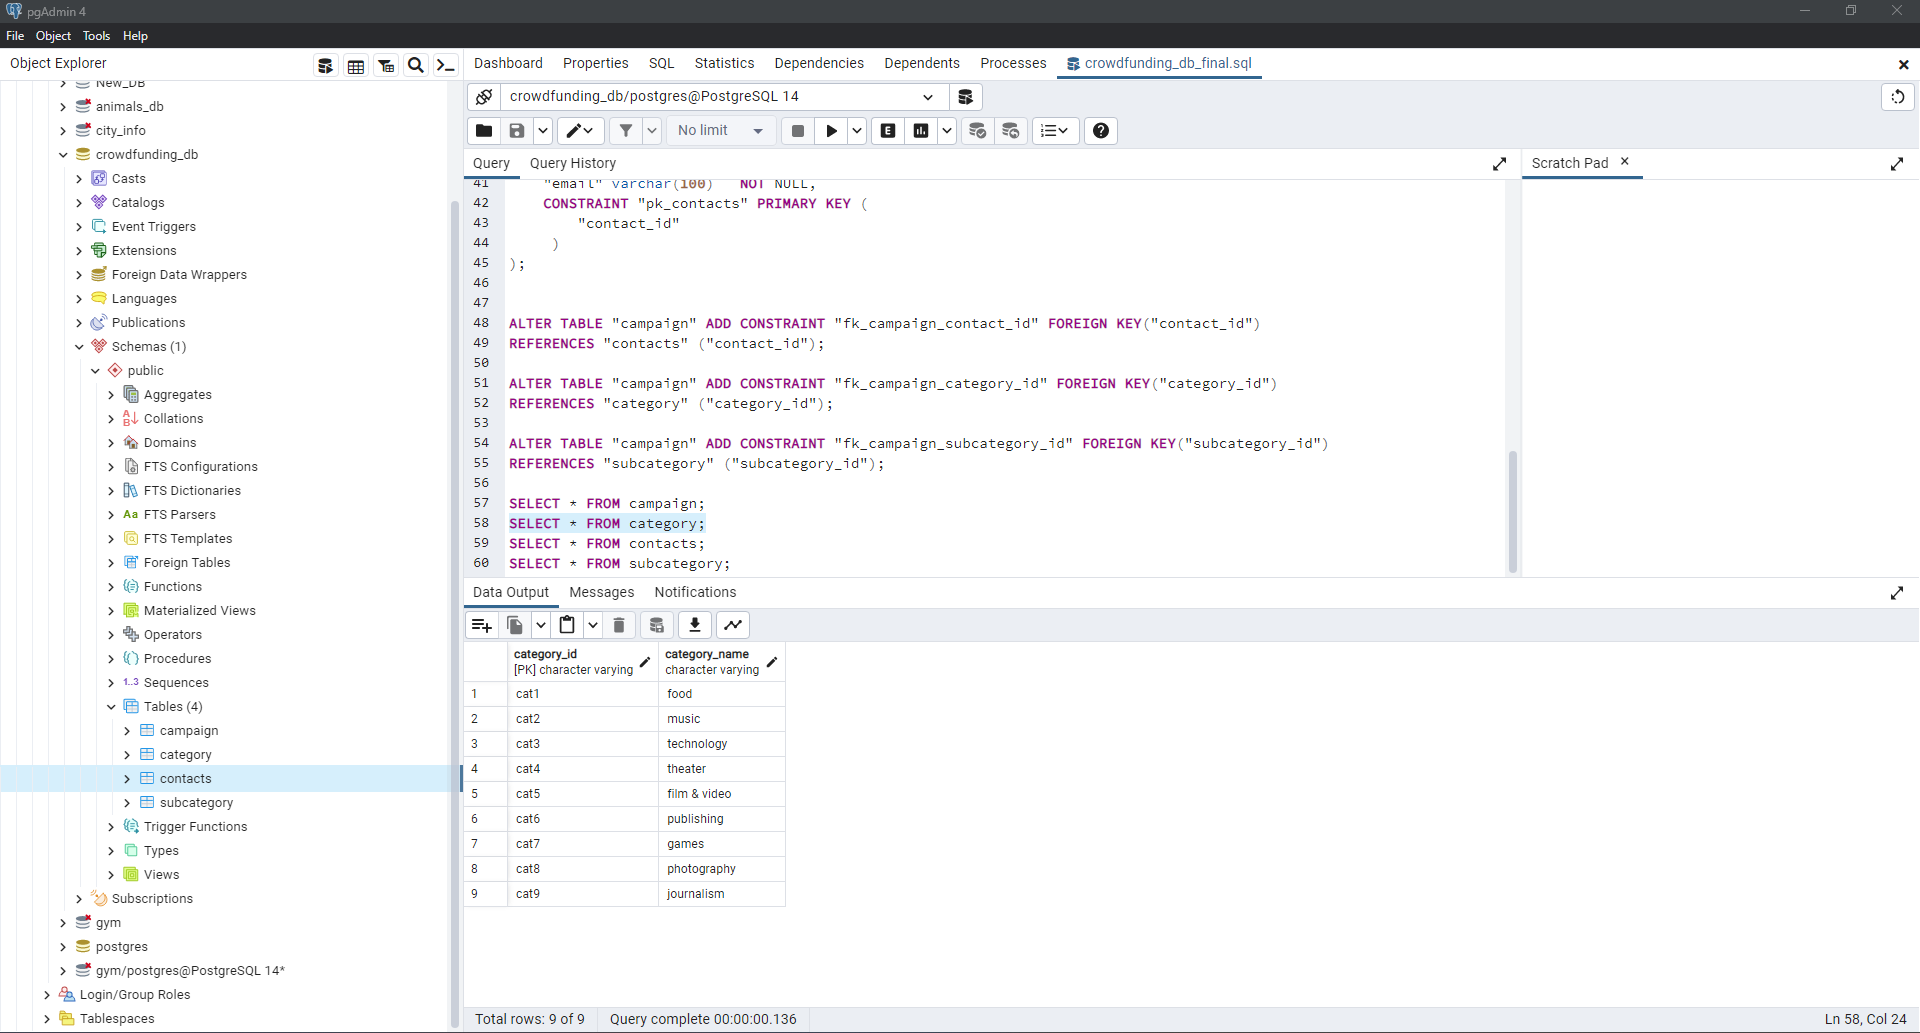 pgAdmin 4
File Object Tools Help
Object Explorer
New_DB
animals_db
city_info
crowdfunding_db
Casts
Catalogs
Event Triggers
Extensions
Foreign Data Wrappers
Languages
Publications
Schemas (1)
public
Aggregates
Collations
Domains
FTS Configurations
FTS Dictionaries
Aa FTS Parsers
FTS Templates
Foreign Tables
Functions
Materialized Views
Operators
Procedures
1..3 Sequences
Tables (4)
campaign
category
contacts
subcategory
Trigger Functions
Types
Views
Subscriptions
gym
postgres
gym/postgres@PostgreSQL 14*
Login/Group Roles
Tablespaces
Dashboard Properties SQL Statistics Dependencies Dependents Processes crowdfunding_db_final.sql
crowdfunding_db/postgres@PostgreSQL 14
No limit
E
Query Query History
Scratch Pad
41 "email" varchar(100) NOT NULL,
42 CONSTRAINT "pk_contacts" PRIMARY KEY (
43 "contact_id"
44 )
45 );
46
47
48 ALTER TABLE "campaign" ADD CONSTRAINT "fk_campaign_contact_id" FOREIGN KEY("contact_id")
49 REFERENCES "contacts" ("contact_id");
50
51 ALTER TABLE "campaign" ADD CONSTRAINT "fk_campaign_category_id" FOREIGN KEY("category_id")
52 REFERENCES "category" ("category_id");
53
54 ALTER TABLE "campaign" ADD CONSTRAINT "fk_campaign_subcategory_id" FOREIGN KEY("subcategory_id")
55 REFERENCES "subcategory" ("subcategory_id");
56
57 SELECT * FROM campaign;
58 SELECT * FROM category;
59 SELECT * FROM contacts;
60 SELECT * FROM subcategory;
Data Output Messages Notifications
category_id category_name
[PK] character varying character varying
1 cat1 food
2 cat2 music
3 cat3 technology
4 cat4 theater
5 cat5 film & video
6 cat6 publishing
7 cat7 games
8 cat8 photography
9 cat9 journalism
Total rows: 9 of 9 Query complete 00:00:00.136 Ln 58, Col 24